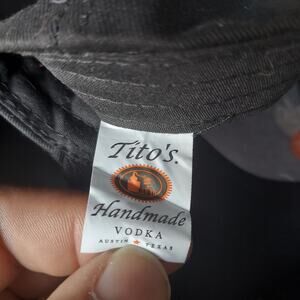 Tito's.
Handmade
VODKA
AUSTIN TEXAS